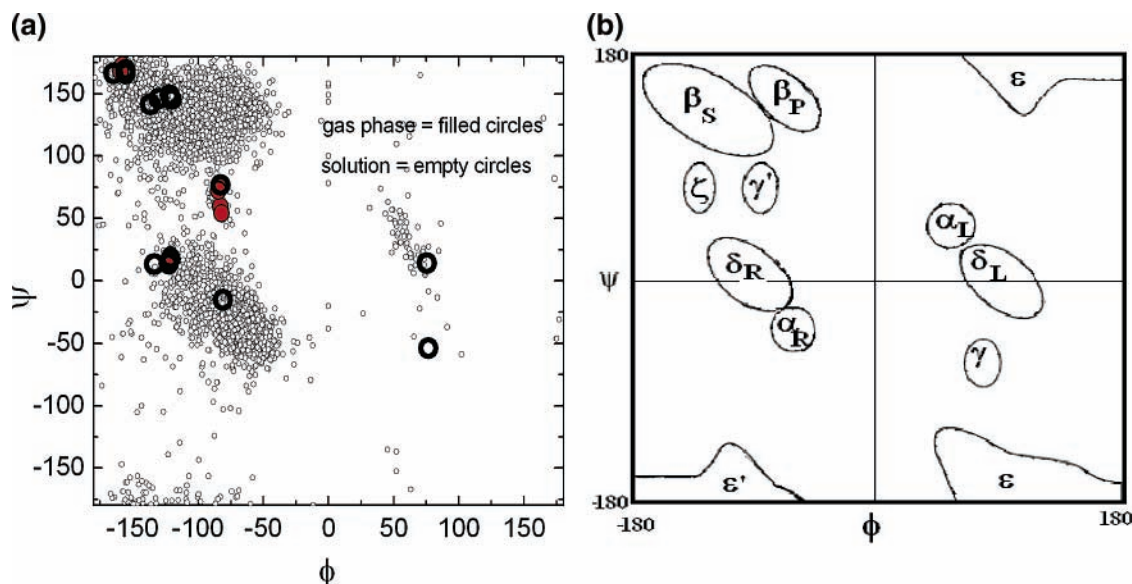 (a)
150
100
50
0
-50
-100
-150
ψ
-150 -100 -50 0 50 100 150
ϕ
gas phase = filled circles
solution = empty circles
(b)
180
-180
-180
180
ψ
Φ
βS
βP
ε
ζ
γ'
αL
δR
δL
αR
γ
ε'
ε